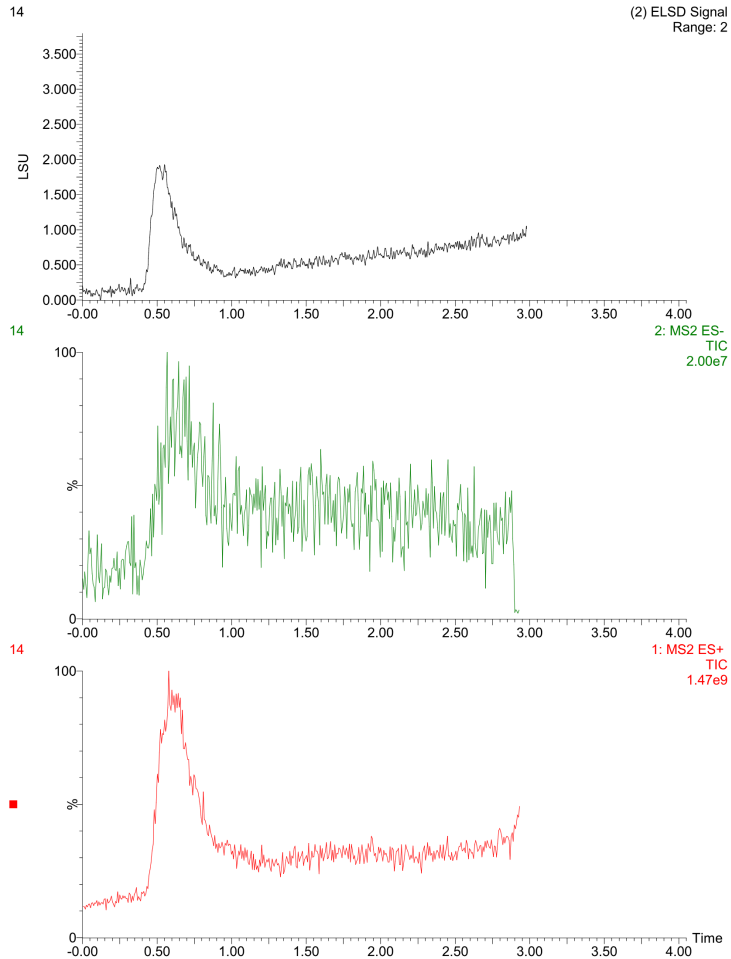 14
(2) ELSD Signal
Range: 2
3.500
3.000
2.500
2.000
1.500
1.000
0.500
0.000
LSU
-0.00 0.50 1.00 1.50 2.00 2.50 3.00 3.50 4.00
14
2: MS2 ES-
TIC
2.00e7
100
%
0
-0.00 0.50 1.00 1.50 2.00 2.50 3.00 3.50 4.00
14
1: MS2 ES+
TIC
1.47e9
100
%
0
Time
-0.00 0.50 1.00 1.50 2.00 2.50 3.00 3.50 4.00